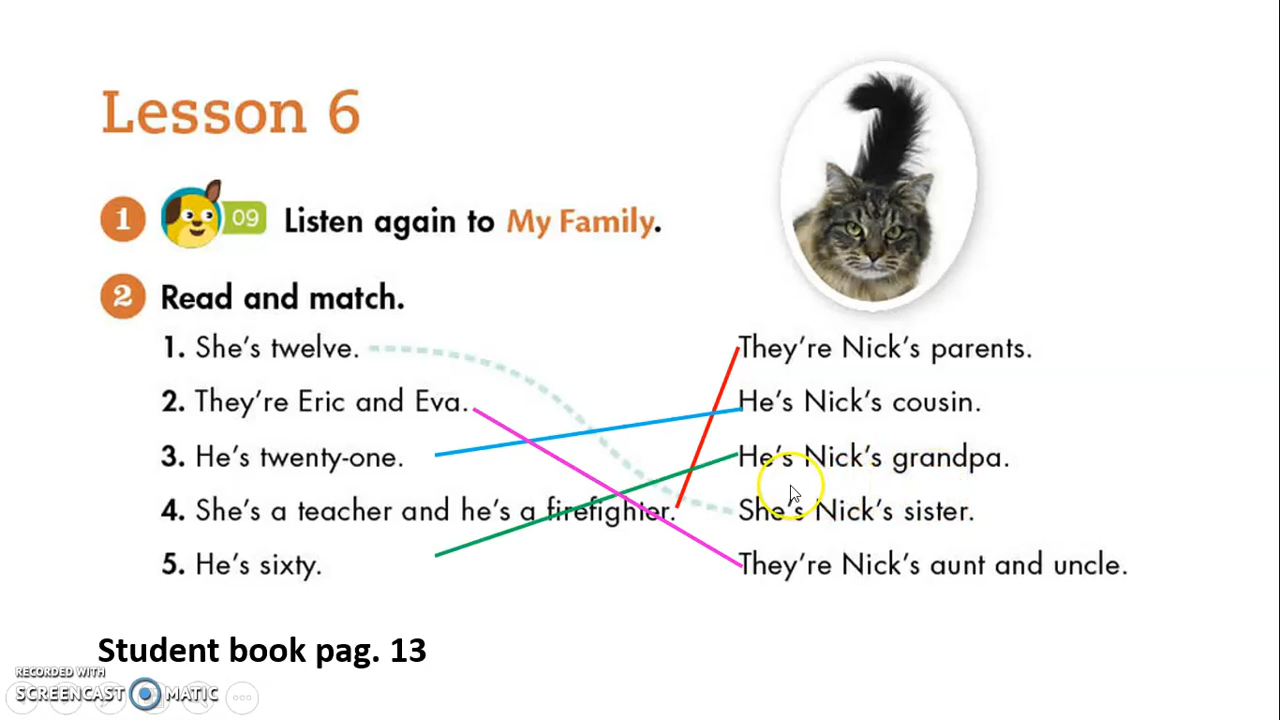 Lesson 6
1 09 Listen again to My Family.
2 Read and match.
1. She's twelve.
They're Nick's parents.
2. They're Eric and Eva.
He's Nick's cousin.
3. He's twenty-one.
He's Nick's grandpa.
4. She's a teacher and he's a firefighter.
She's Nick's sister.
5. He's sixty.
They're Nick's aunt and uncle.
Student book pag. 13
RECORDED WITH
SCREENCAST MATIC